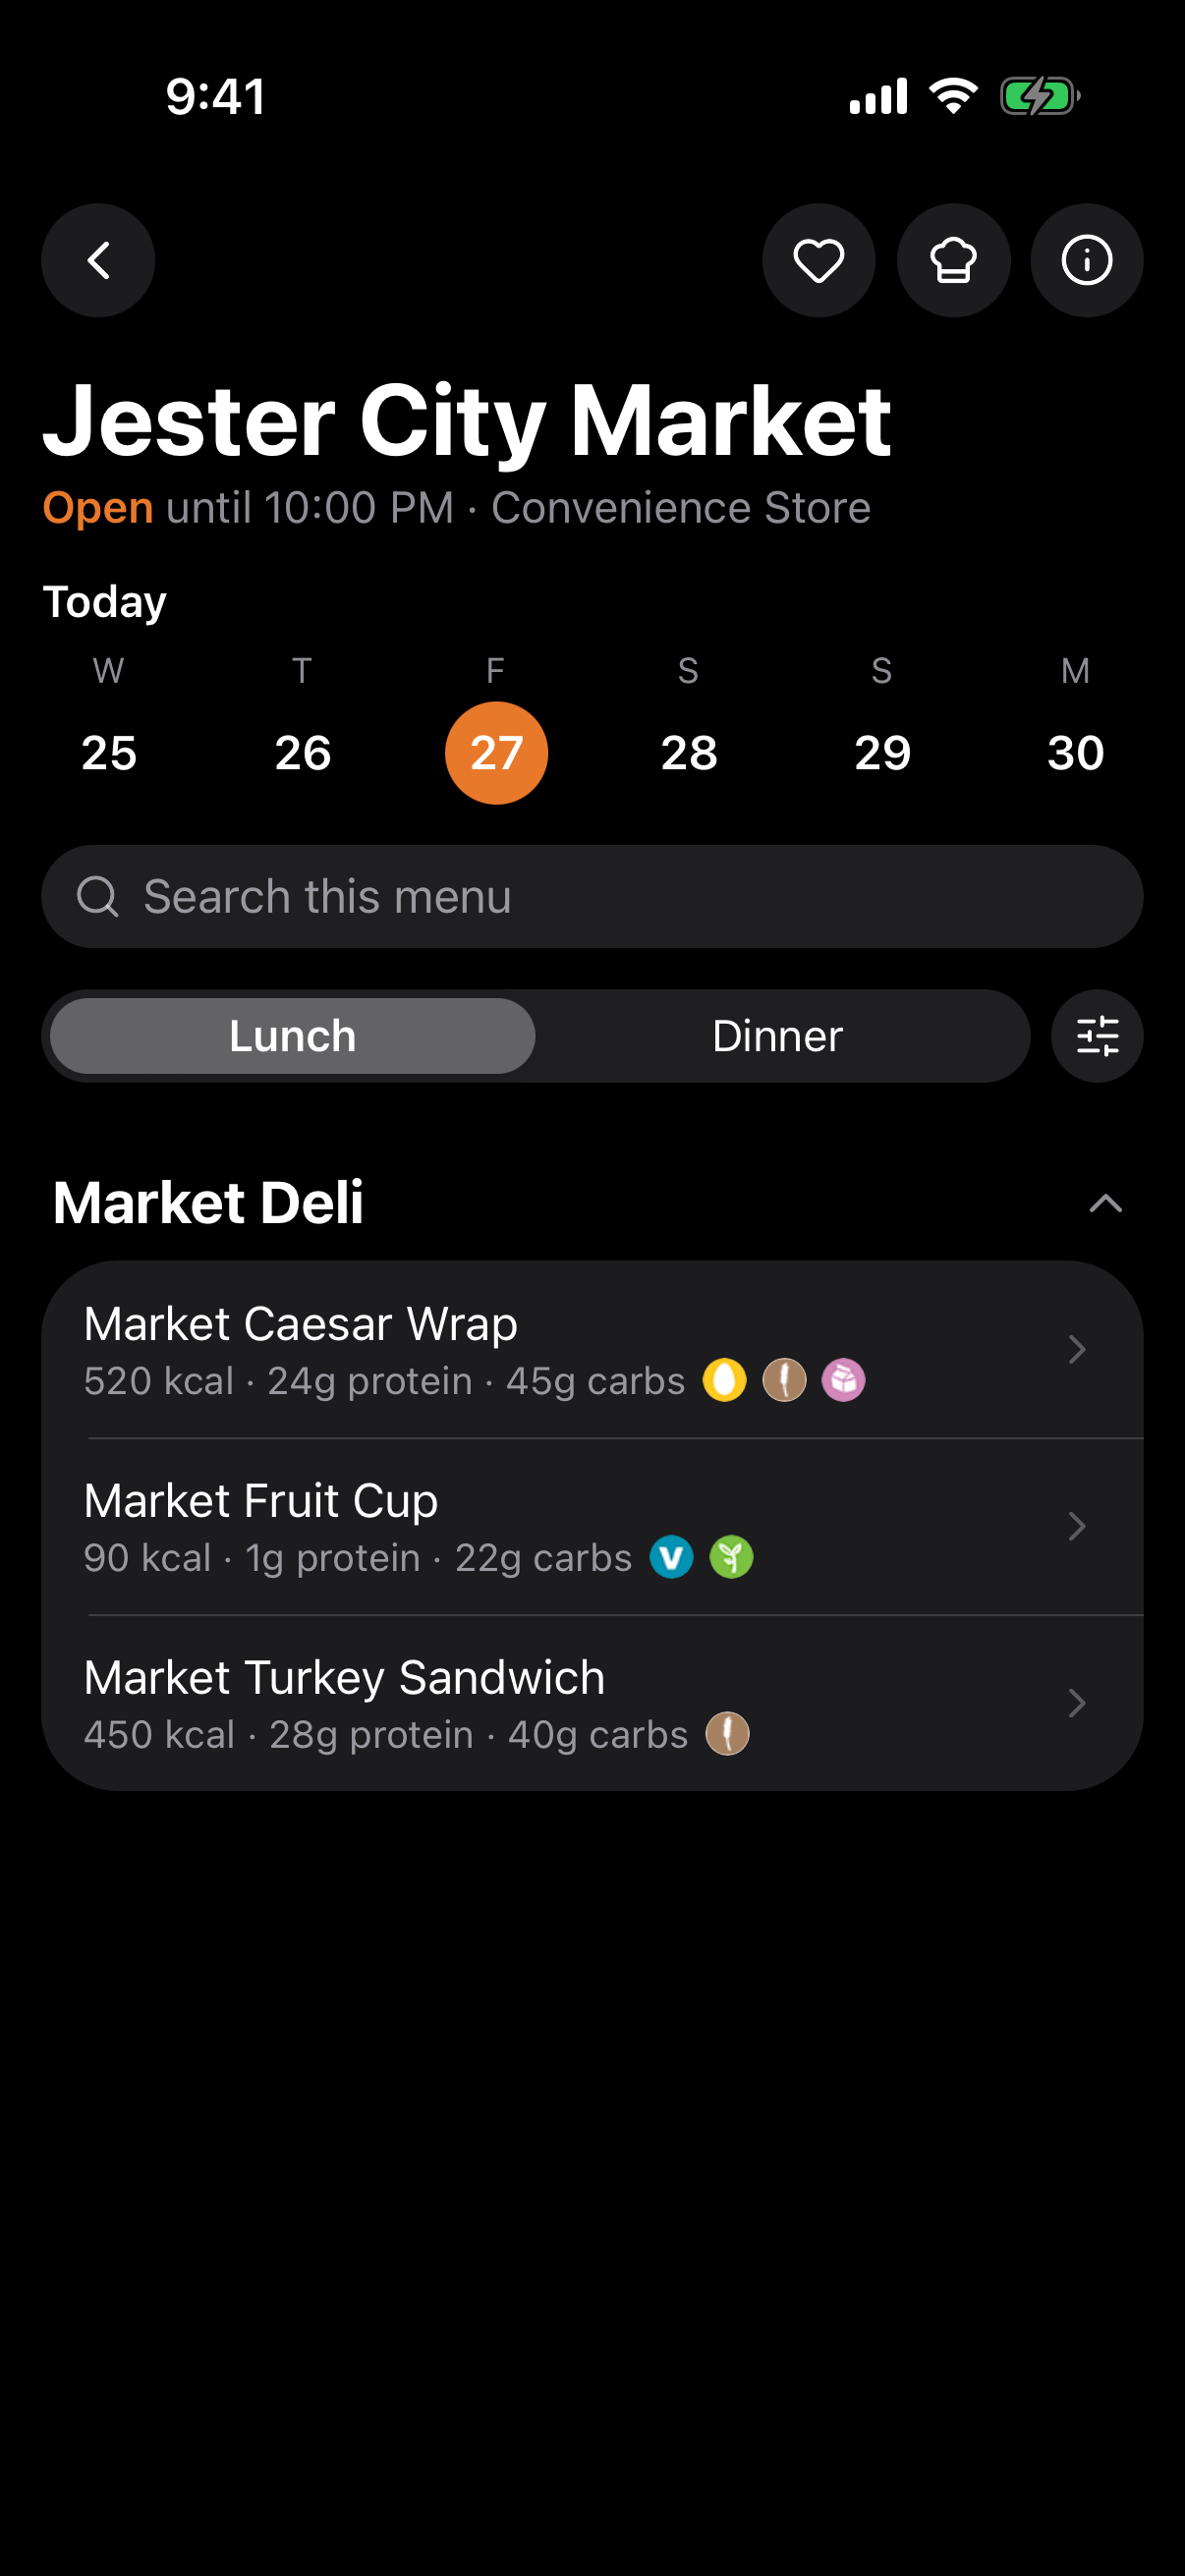 9:41
Jester City Market
Open until 10:00 PM · Convenience Store
Today
W T F S S M
25 26 27 28 29 30
Search this menu
Lunch Dinner
Market Deli
Market Caesar Wrap
520 kcal · 24g protein · 45g carbs
Market Fruit Cup
90 kcal · 1g protein · 22g carbs V
Market Turkey Sandwich
450 kcal · 28g protein · 40g carbs